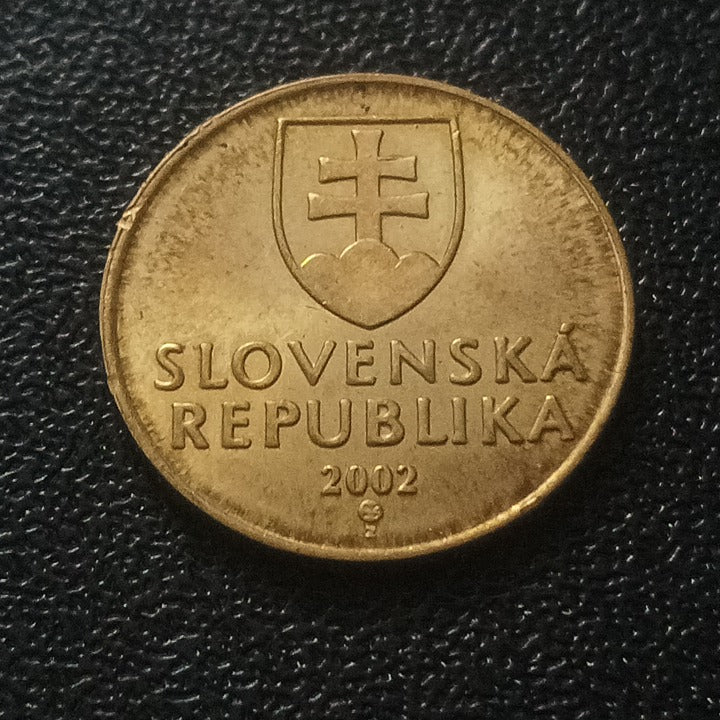 SLOVENSKÁ
REPUBLIKA
2002
Z